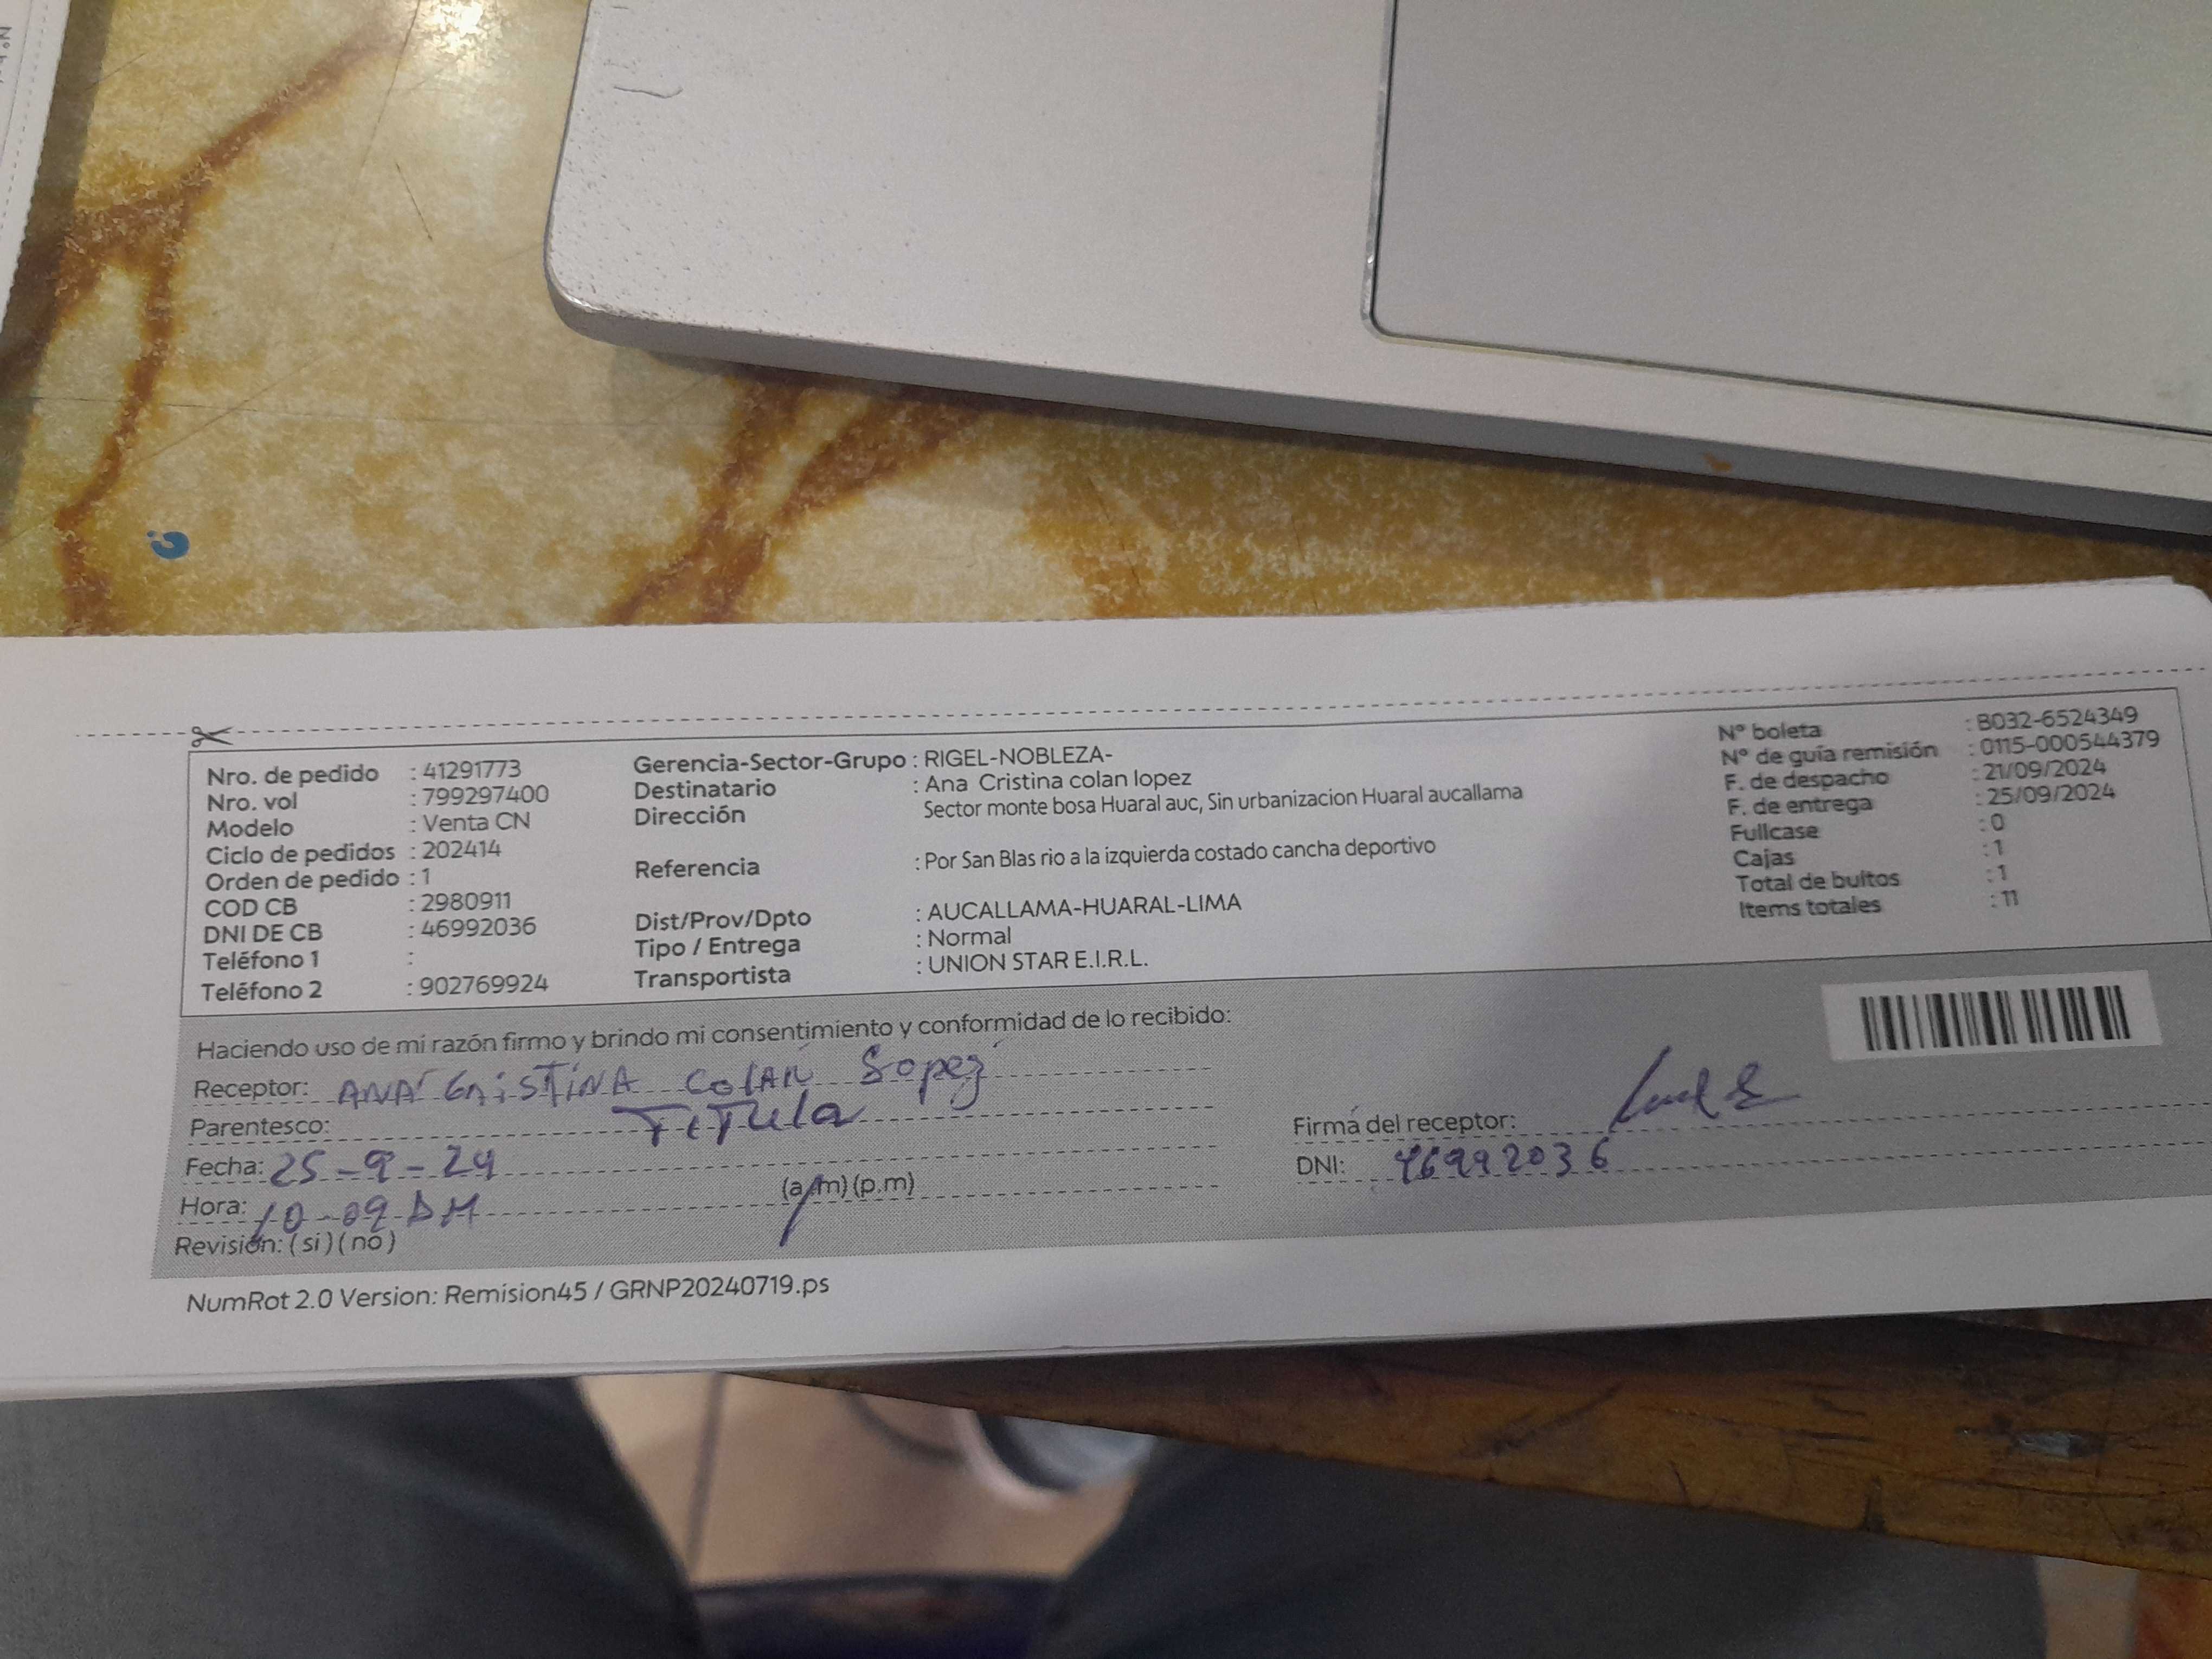 Nro. de pedido : 41291773
Nro. vol : 799297400
Modelo : Venta CN
Ciclo de pedidos : 202414
Orden de pedido : 1
COD CB : 2980911
DNI DE CB : 46992036
Teléfono 1 :
Teléfono 2 : 902769924
Gerencia-Sector-Grupo : RIGEL-NOBLEZA-
Destinatario : Ana Cristina colan lopez
Dirección Sector monte bosa Huaral auc, Sin urbanizacion Huaral aucallama
Referencia : Por San Blas rio a la izquierda costado cancha deportivo
Dist/Prov/Dpto : AUCALLAMA-HUARAL-LIMA
Tipo / Entrega : Normal
Transportista : UNION STAR E.I.R.L.
N° boleta : B032-6524349
N° de guía remisión : 0115-000544379
F. de despacho : 21/09/2024
F. de entrega : 25/09/2024
Fullcase : 0
Cajas : 1
Total de bultos : 1
Items totales : 11
Haciendo uso de mi razón firmo y brindo mi consentimiento y conformidad de lo recibido:
Receptor: ANA CRiSTiNA COLAN Lopez
Parentesco: TiTula
Fecha: 25-9-24
Hora: 10-09 AM (a.m) (p.m)
Revisión: (si) (no)
Firma del receptor:
DNI: 46992036
NumRot 2.0 Version: Remision45 / GRNP20240719.ps